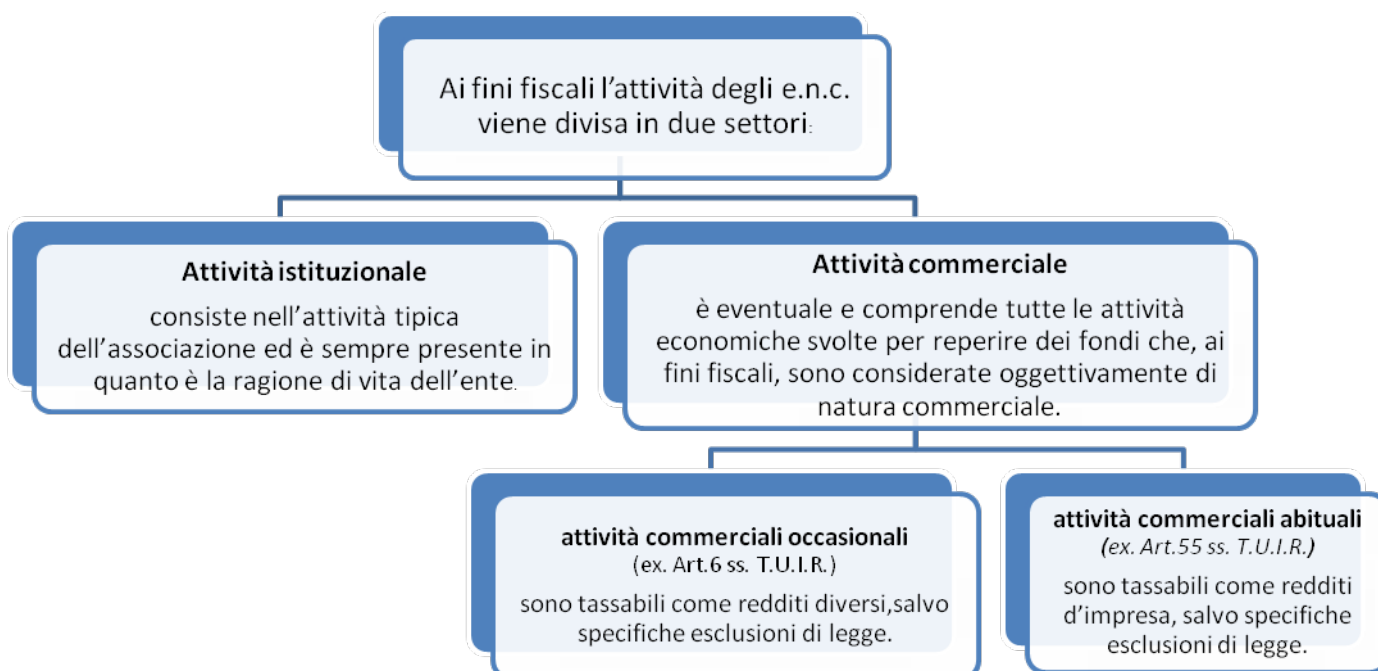 Ai fini fiscali l’attività degli e.n.c.
viene divisa in due settori:
Attività istituzionale
consiste nell’attività tipica
dell’associazione ed è sempre presente in
quanto è la ragione di vita dell’ente.
Attività commerciale
è eventuale e comprende tutte le attività
economiche svolte per reperire dei fondi che, ai
fini fiscali, sono considerate oggettivamente di
natura commerciale.
attività commerciali occasionali
(ex. Art.6 ss. T.U.I.R.)
sono tassabili come redditi diversi,salvo
specifiche esclusioni di legge.
attività commerciali abituali
(ex. Art.55 ss. T.U.I.R.)
sono tassabili come redditi
d’impresa, salvo specifiche
esclusioni di legge.